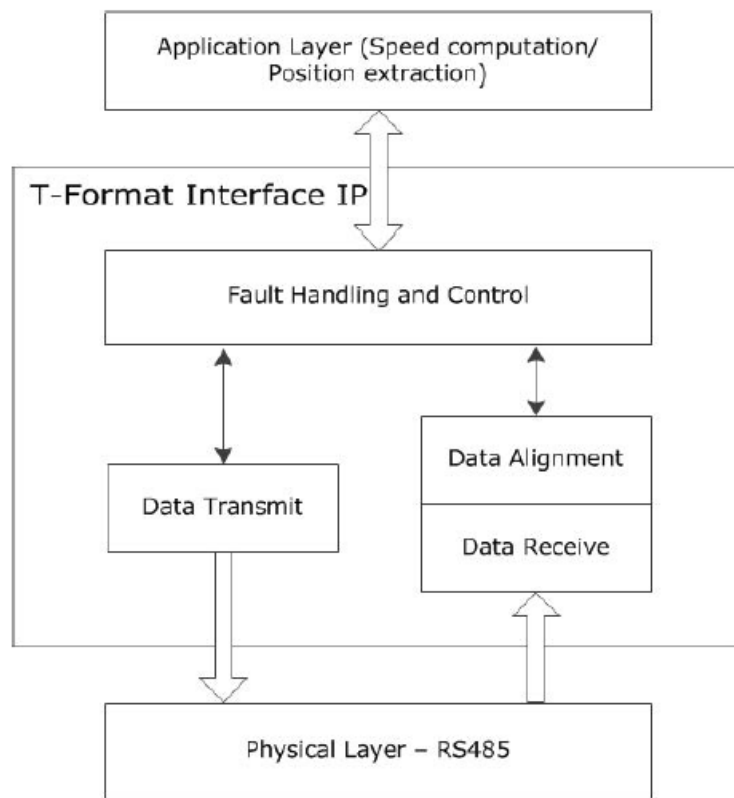 Application Layer (Speed computation/
Position extraction)
T-Format Interface IP
Fault Handling and Control
Data Alignment
Data Transmit
Data Receive
Physical Layer – RS485